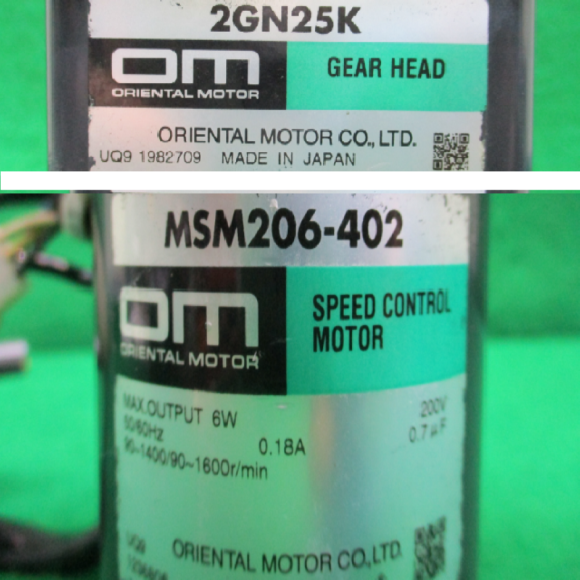 2GN25K
OM
ORIENTAL MOTOR
GEAR HEAD
ORIENTAL MOTOR CO., LTD.
UQ9 1982709 MADE IN JAPAN
MSM206-402
OM
ORIENTAL MOTOR
SPEED CONTROL
MOTOR
MAX.OUTPUT 6W 200V
50/60Hz 0.18A 0.7μF
90~1400/90~1600r/min
UQ9 ORIENTAL MOTOR CO., LTD.